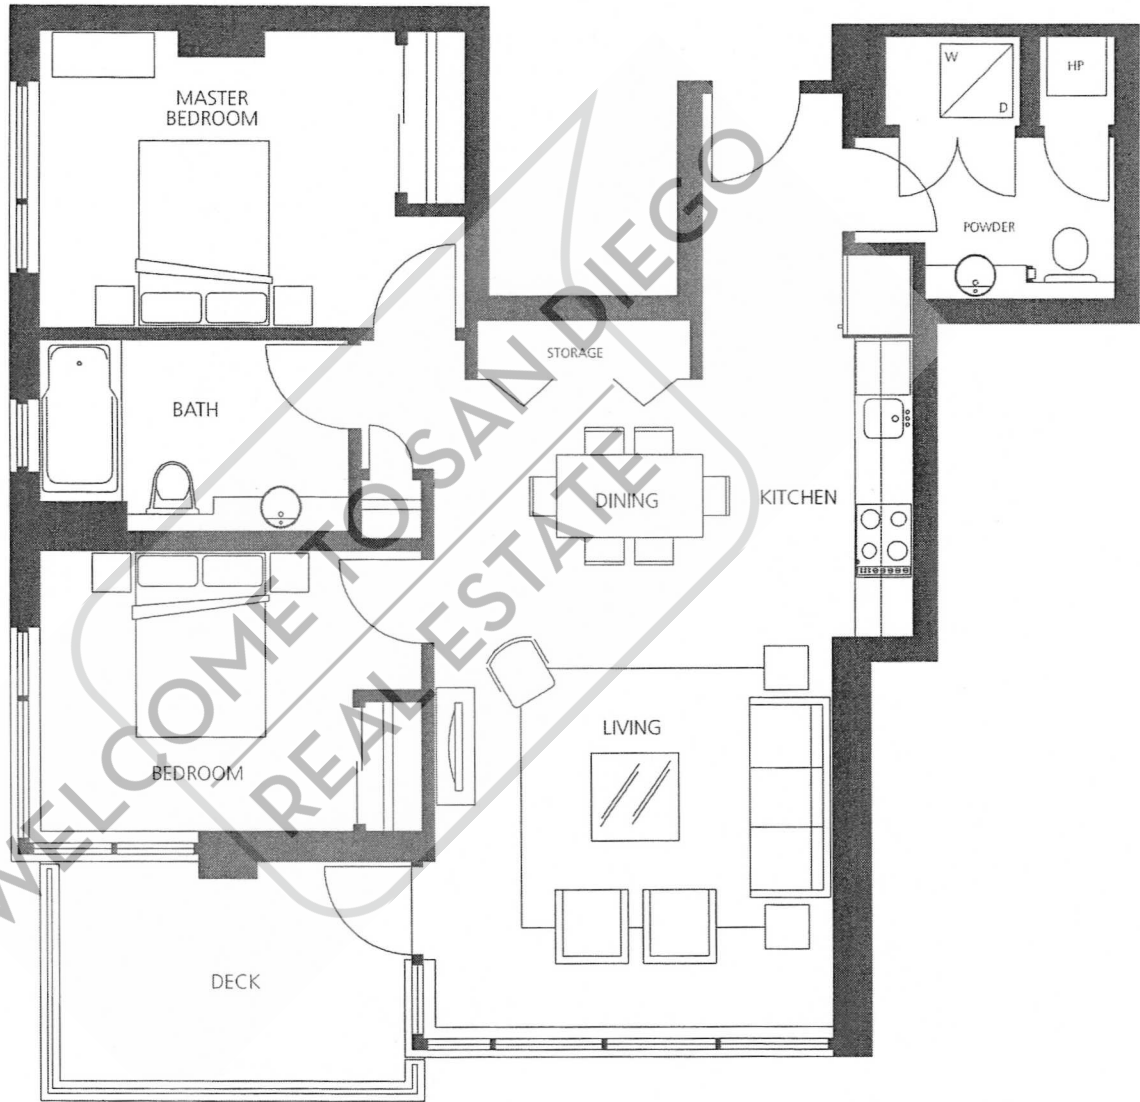 MASTER
BEDROOM
W
D
HP
POWDER
STORAGE
BATH
DINING
KITCHEN
LIVING
BEDROOM
DECK
WELCOME TO SAN DIEGO
REAL ESTATE